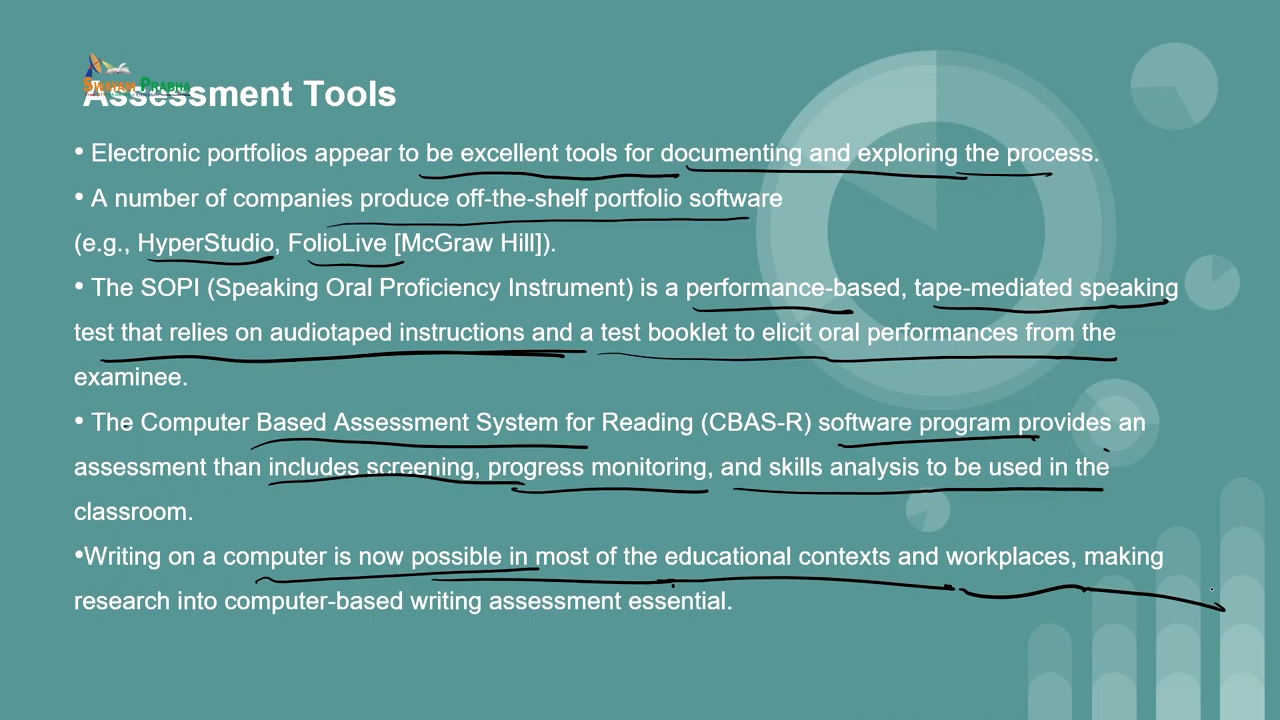 SWAYAM PRABHA
Assessment Tools
• Electronic portfolios appear to be excellent tools for documenting and exploring the process.
• A number of companies produce off-the-shelf portfolio software
(e.g., HyperStudio, FolioLive [McGraw Hill]).
• The SOPI (Speaking Oral Proficiency Instrument) is a performance-based, tape-mediated speaking
test that relies on audiotaped instructions and a test booklet to elicit oral performances from the
examinee.
• The Computer Based Assessment System for Reading (CBAS-R) software program provides an
assessment than includes screening, progress monitoring, and skills analysis to be used in the
classroom.
•Writing on a computer is now possible in most of the educational contexts and workplaces, making
research into computer-based writing assessment essential.